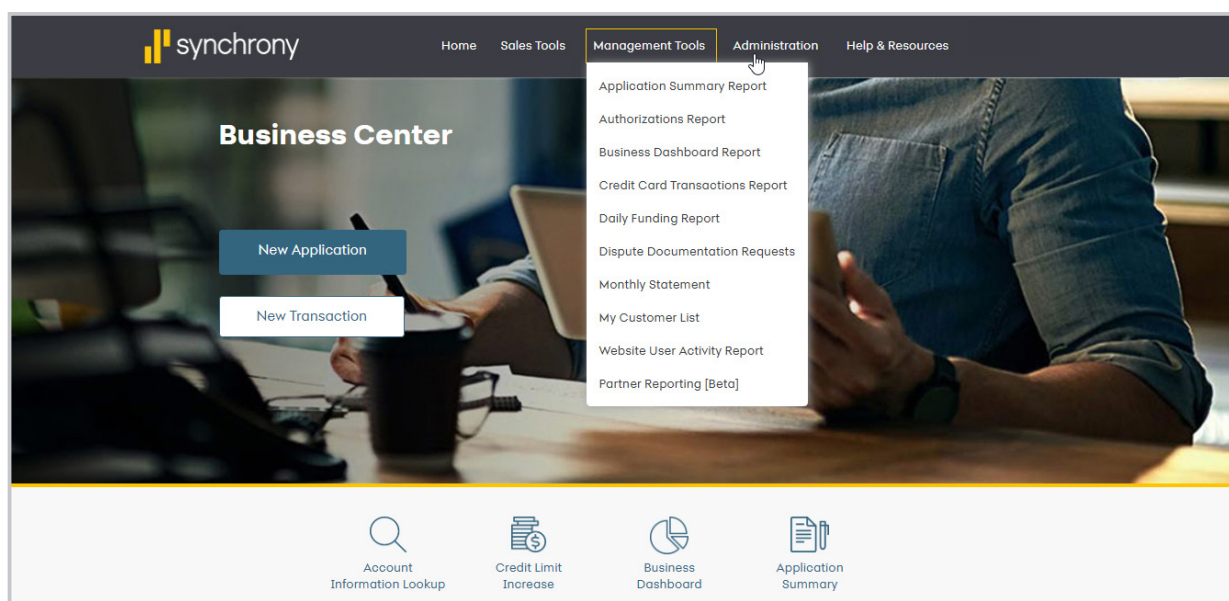 synchrony
Home Sales Tools Management Tools Administration Help & Resources
Business Center
New Application
New Transaction
Application Summary Report
Authorizations Report
Business Dashboard Report
Credit Card Transactions Report
Daily Funding Report
Dispute Documentation Requests
Monthly Statement
My Customer List
Website User Activity Report
Partner Reporting [Beta]
Account
Information Lookup
Credit Limit
Increase
Business
Dashboard
Application
Summary